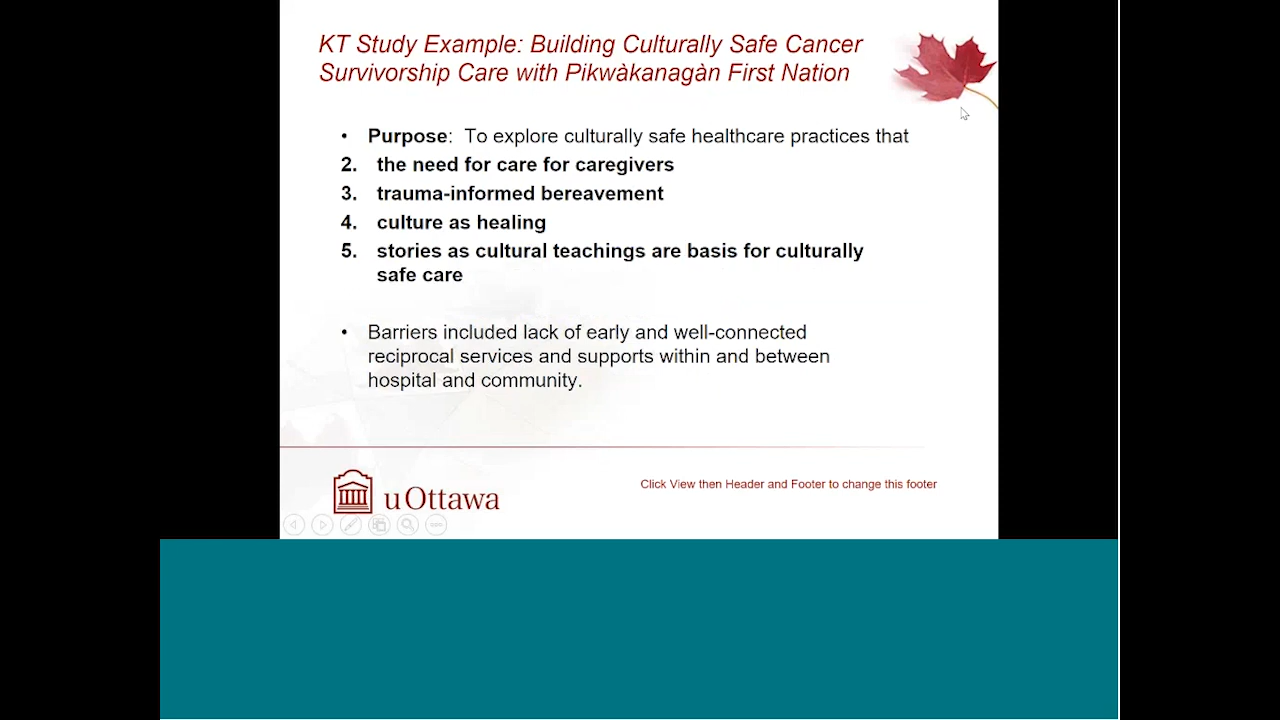 KT Study Example: Building Culturally Safe Cancer
Survivorship Care with Pikwàkanagàn First Nation
• Purpose: To explore culturally safe healthcare practices that
2. the need for care for caregivers
3. trauma-informed bereavement
4. culture as healing
5. stories as cultural teachings are basis for culturally
safe care
• Barriers included lack of early and well-connected
reciprocal services and supports within and between
hospital and community.
uOttawa
Click View then Header and Footer to change this footer